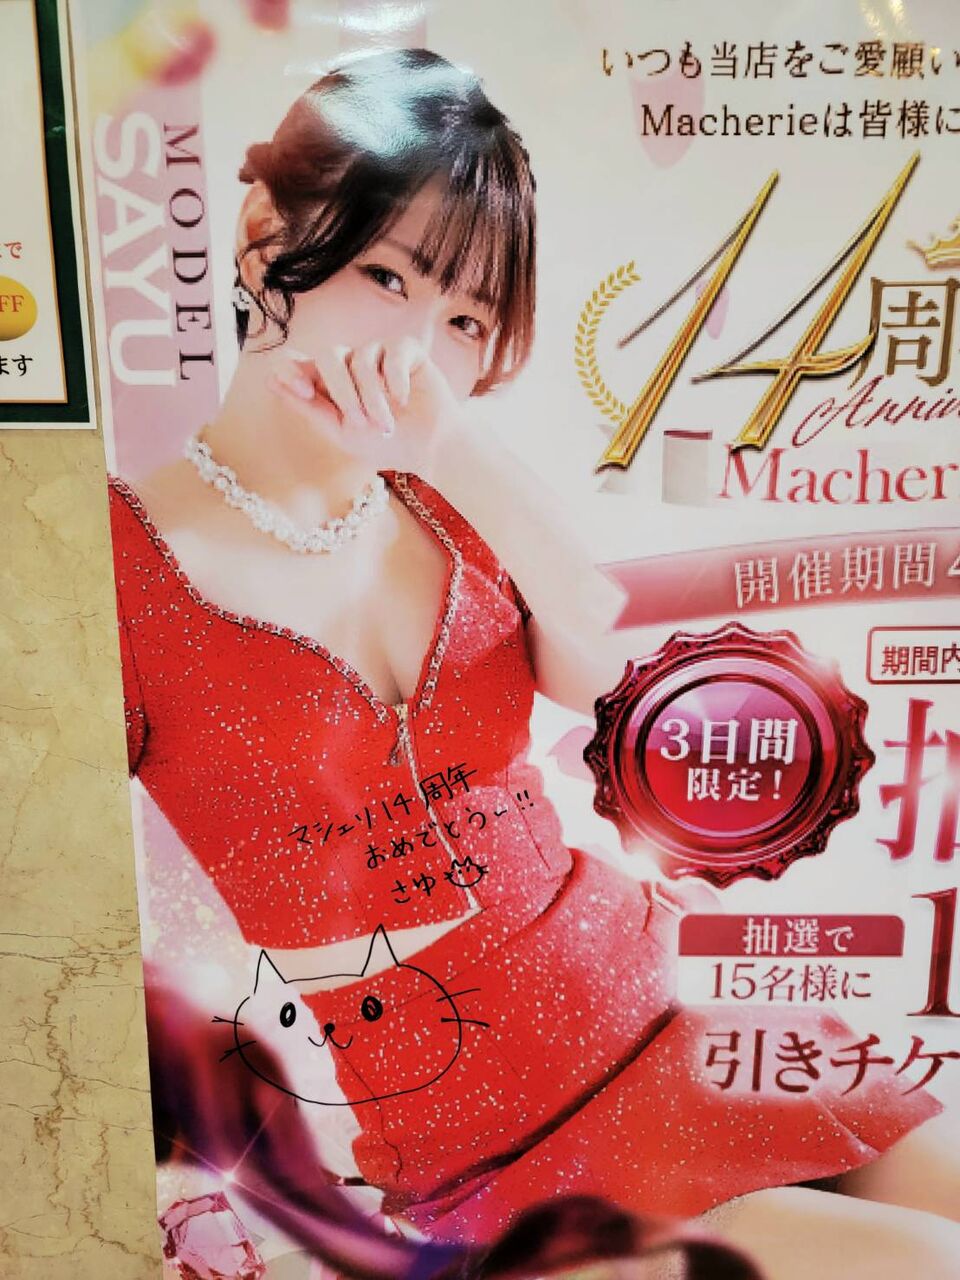 で
FF
ます
MODEL
SAYU
いつも当店をご愛顧い
Macherieは皆様に
14周
Anniv
Macher
開催期間4
3日間
限定!
期間内
抽選で
15名様に
引きチケ
マシェリ14周年
おめでとう〜!!
さゆ